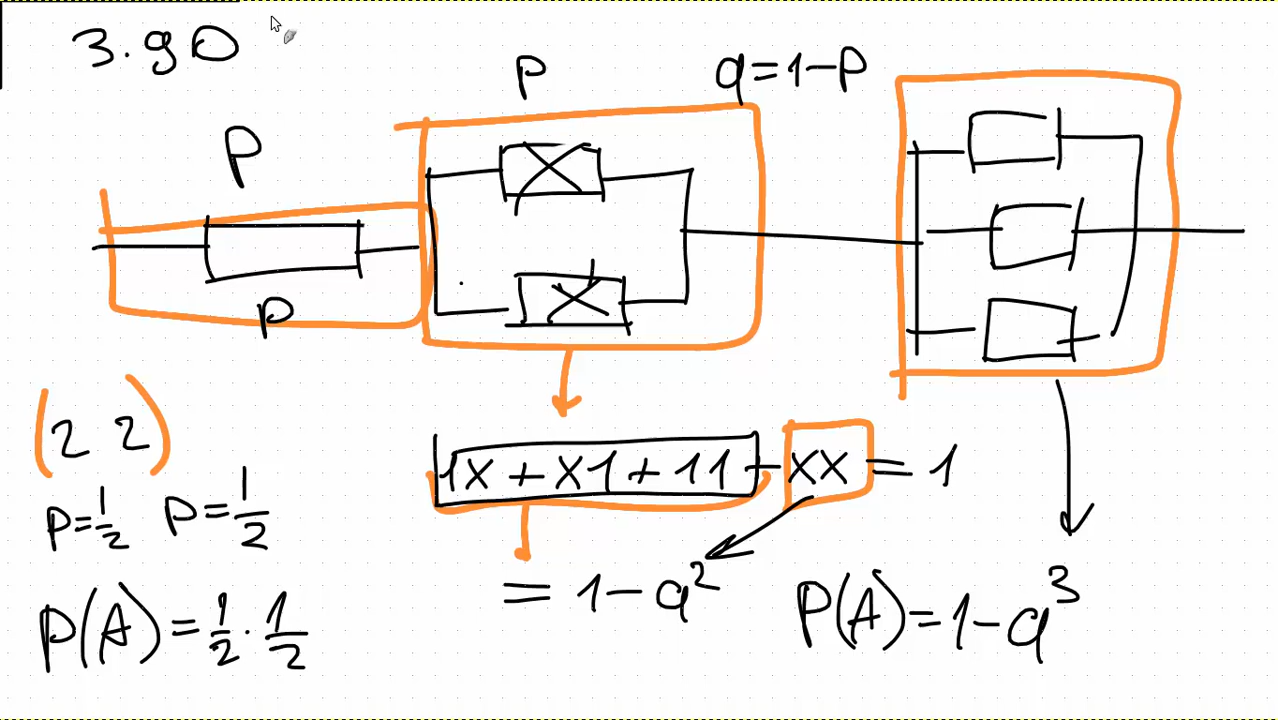 3.90
p
q=1-p
p
p
(2 2)
p=1/2 p=1/2
1x + x1 + 11 + xx = 1
= 1-q²
P(A)=1-q³
P(A)=1/2·1/2